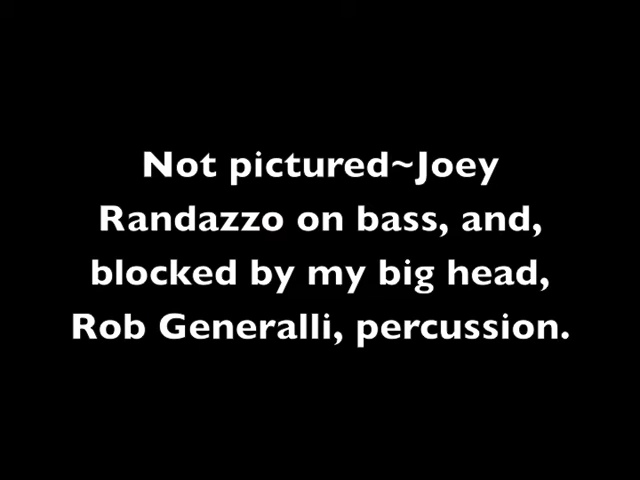 Not pictured~Joey
Randazzo on bass, and,
blocked by my big head,
Rob Generalli, percussion.